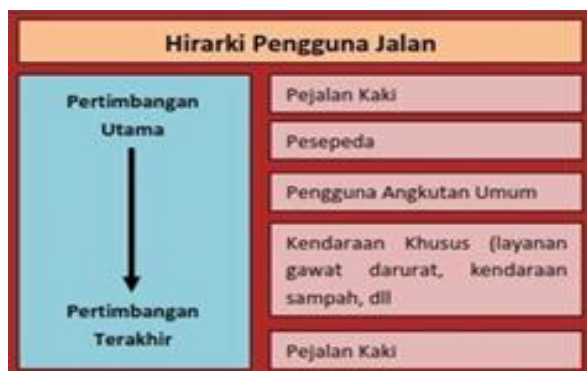 Hirarki Pengguna Jalan
Pertimbangan
Utama
Pertimbangan
Terakhir
Pejalan Kaki
Pesepeda
Pengguna Angkutan Umum
Kendaraan Khusus (layanan
gawat darurat, kendaraan
sampah, dll
Pejalan Kaki